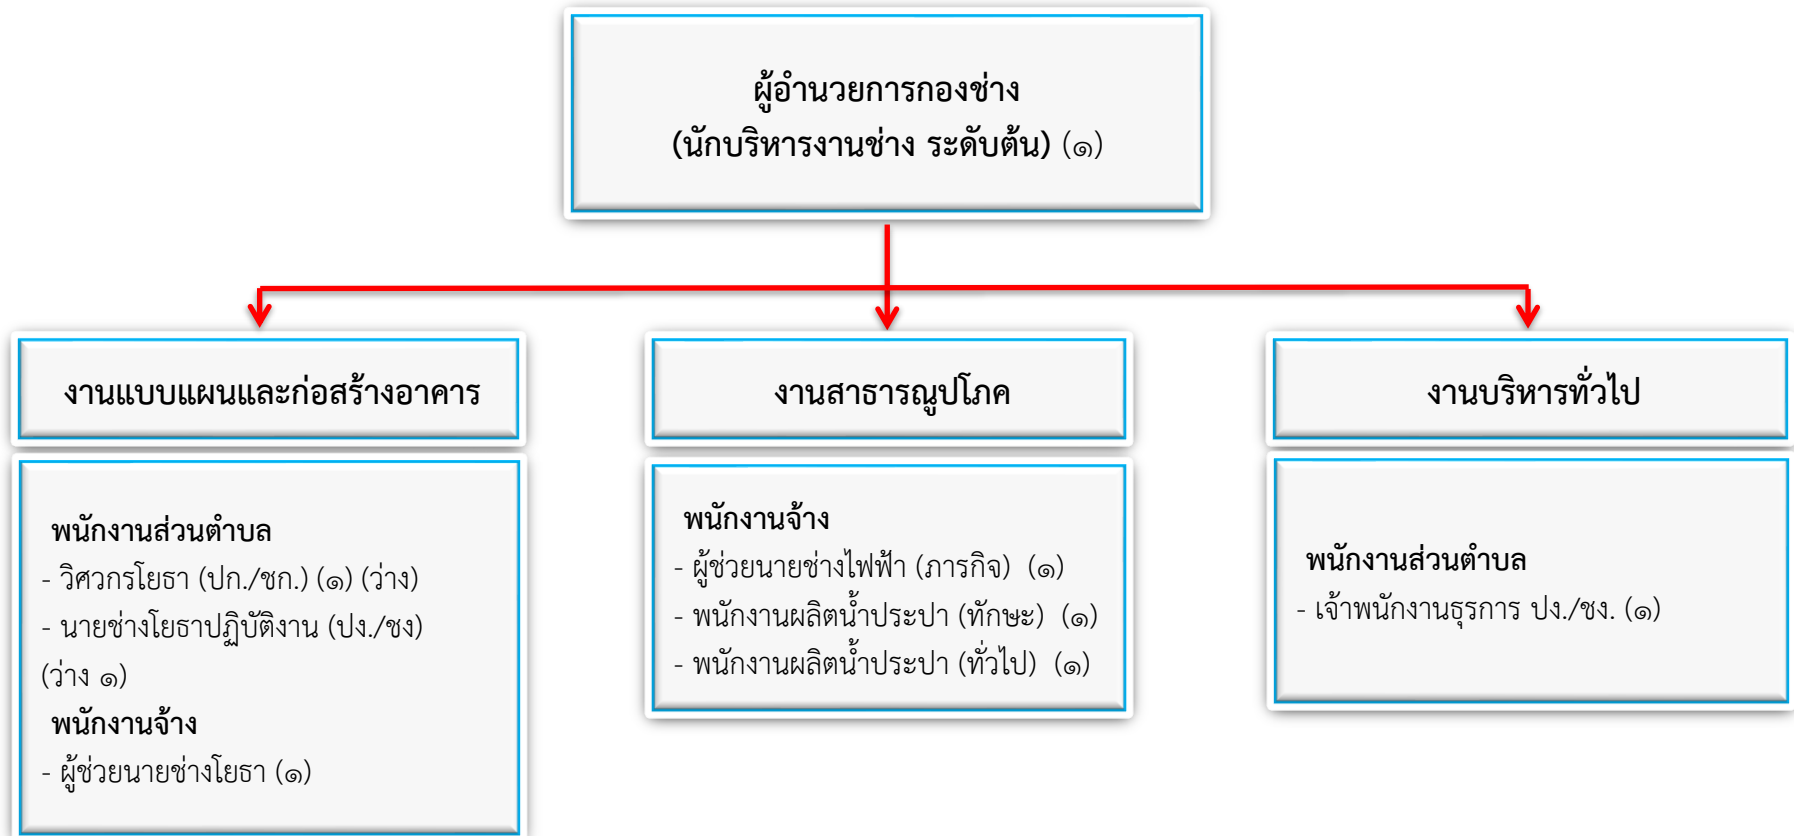 ผู้อำนวยการกองช่าง
(นักบริหารงานช่าง ระดับต้น) (๑)
งานแบบแผนและก่อสร้างอาคาร
พนักงานส่วนตำบล
- วิศวกรโยธา (ปก./ชก.) (๑) (ว่าง)
- นายช่างโยธาปฏิบัติงาน (ปง./ชง)
(ว่าง ๑)
พนักงานจ้าง
- ผู้ช่วยนายช่างโยธา (๑)
งานสาธารณูปโภค
พนักงานจ้าง
- ผู้ช่วยนายช่างไฟฟ้า (ภารกิจ) (๑)
- พนักงานผลิตน้ำประปา (ทักษะ) (๑)
- พนักงานผลิตน้ำประปา (ทั่วไป) (๑)
งานบริหารทั่วไป
พนักงานส่วนตำบล
- เจ้าพนักงานธุรการ ปง./ชง. (๑)